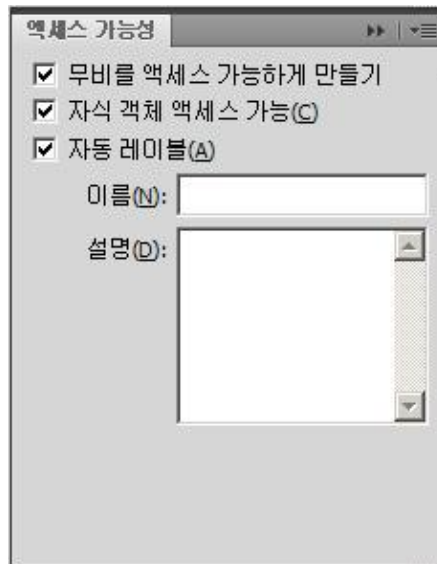 액세스 가능성
무비를 액세스 가능하게 만들기
자식 객체 액세스 가능(C)
자동 레이블(A)
이름(N):
설명(D):